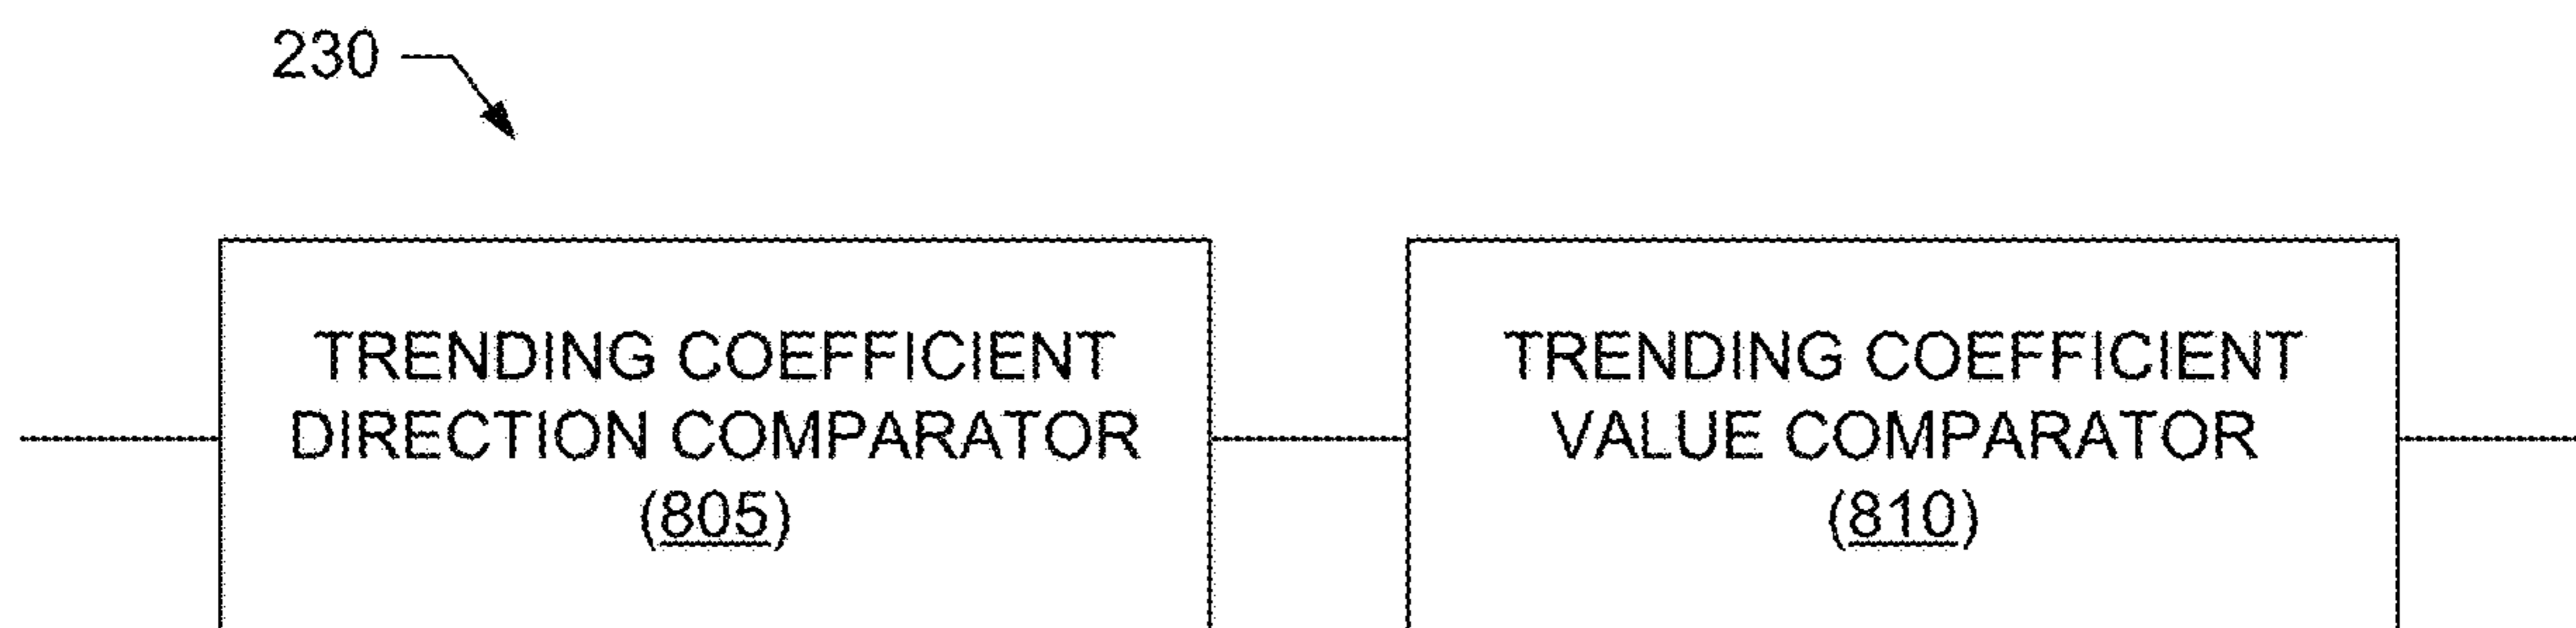 230
TRENDING COEFFICIENT
DIRECTION COMPARATOR
(805)
TRENDING COEFFICIENT
VALUE COMPARATOR
(810)